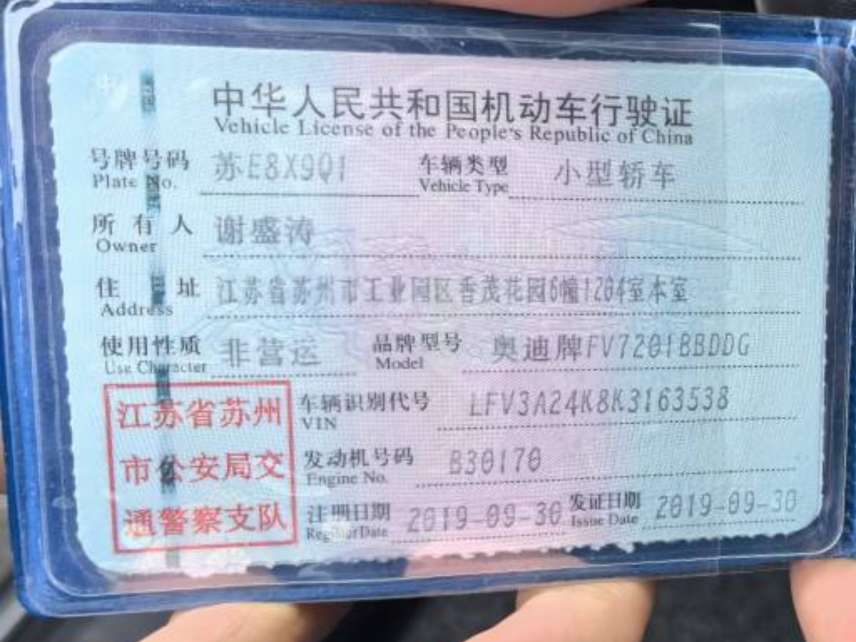 中华人民共和国机动车行驶证
Vehicle License of the People's Republic of China
号牌号码 苏E8X9Q1 车辆类型 小型轿车
Plate No. Vehicle Type
所有人 谢盛涛
Owner
住址 江苏省苏州市工业园区香茂花园6幢1204室本室
Address
使用性质 非营运 品牌型号 奥迪牌FV7201BBDDG
Use Character Model
江苏省苏州
市公安局交
通警察支队
车辆识别代号 LFV3A24K8K3163538
VIN
发动机号码 B30170
Engine No.
注册日期 2019-09-30 发证日期 2019-09-30
Register Date Issue Date